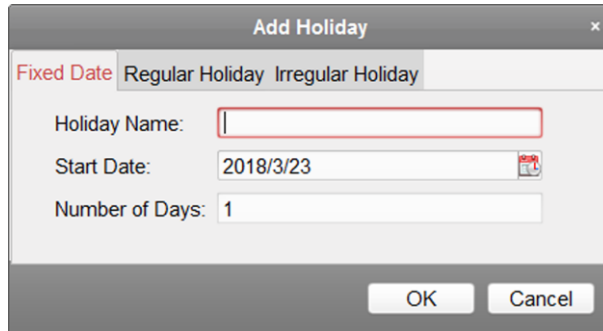 Add Holiday ×
Fixed Date Regular Holiday Irregular Holiday
Holiday Name:
Start Date: 2018/3/23
Number of Days: 1
OK Cancel